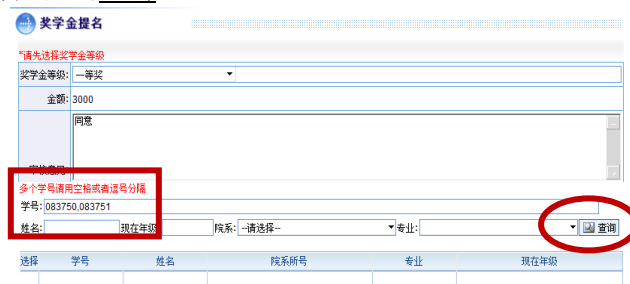 奖学金提名
*请先选择奖学金等级
奖学金等级: 一等奖
金额: 3000
同意
多个学号请用空格或者逗号分隔
学号: 083750,083751
姓名: 现在年级 院系: --请选择-- 专业: 查询
选择 学号 姓名 院系所号 专业 现在年级